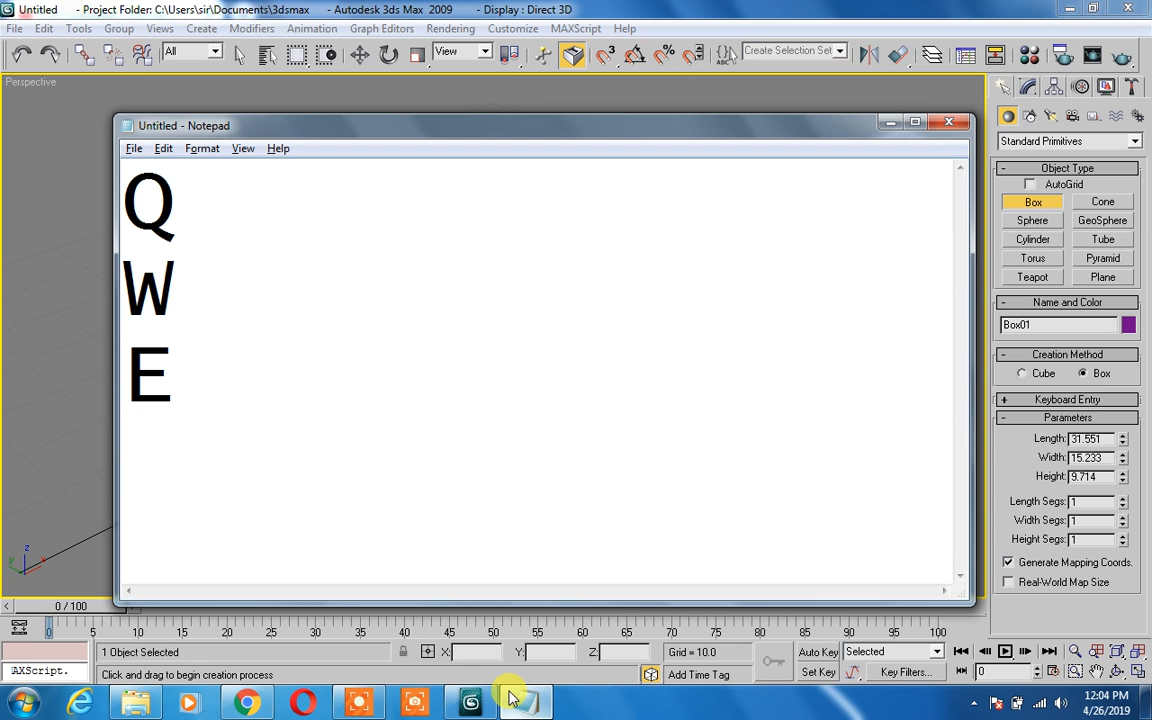 Untitled - Project Folder: C:\Users\sir\Documents\3dsmax - Autodesk 3ds Max 2009 - Display : Direct 3D
File Edit Tools Group Views Create Modifiers Animation Graph Editors Rendering Customize MAXScript Help
All View 3 Create Selection Set
Perspective
Untitled - Notepad
File Edit Format View Help
Q
W
E
Standard Primitives
- Object Type
AutoGrid
Box Cone
Sphere GeoSphere
Cylinder Tube
Torus Pyramid
Teapot Plane
- Name and Color
Box01
- Creation Method
Cube Box
+ Keyboard Entry
- Parameters
Length: 31.551
Width: 15.233
Height: 9.714
Length Segs: 1
Width Segs: 1
Height Segs: 1
Generate Mapping Coords.
Real-World Map Size
z
y x
< 0 / 100
0 5 10 15 20 25 30 35 40 45 50 55 60 65 70 75 80 85 90 95 100
1 Object Selected X: Y: Z: Grid = 10.0 Auto Key Selected
AXScript. Click and drag to begin creation process Add Time Tag Set Key Key Filters... 0
12:04 PM
4/26/2019